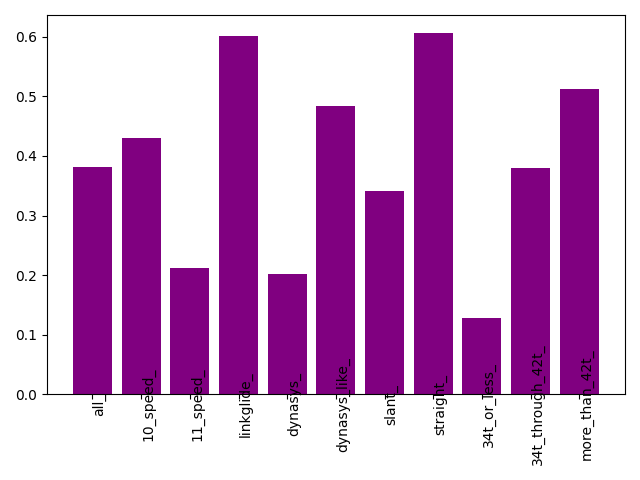 0.6
0.5
0.4
0.3
0.2
0.1
0.0
all_
10_speed_
11_speed_
linkglide_
dynasys_
dynasys_like_
slant_
straight_
34t_or_less_
34t_through_42t_
more_than_42t_